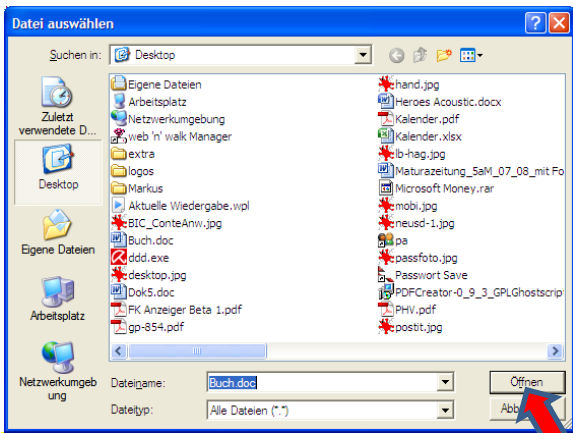 Datei auswählen
Suchen in:
Desktop
Zuletzt
verwendete D...
Desktop
Eigene Dateien
Arbeitsplatz
Netzwerkumgeb
ung
Eigene Dateien
Arbeitsplatz
Netzwerkumgebung
web 'n' walk Manager
extra
logos
Markus
Aktuelle Wiedergabe.wpl
BIC_ConteAnw.jpg
Buch.doc
ddd.exe
desktop.jpg
Dok5.doc
FK Anzeiger Beta 1.pdf
gp-854.pdf
hand.jpg
Heroes Acoustic.docx
Kalender.pdf
Kalender.xlsx
lb-hag.jpg
Maturazeitung_5aM_07_08_mit Fo
Microsoft Money.rar
mobi.jpg
neusd-1.jpg
pa
passfoto.jpg
Passwort Save
PDFCreator-0_9_3_GPLGhostscrip
PHV.pdf
postit.jpg
Dateiname:
Buch.doc
Öffnen
Dateityp:
Alle Dateien (*.*)
Abb